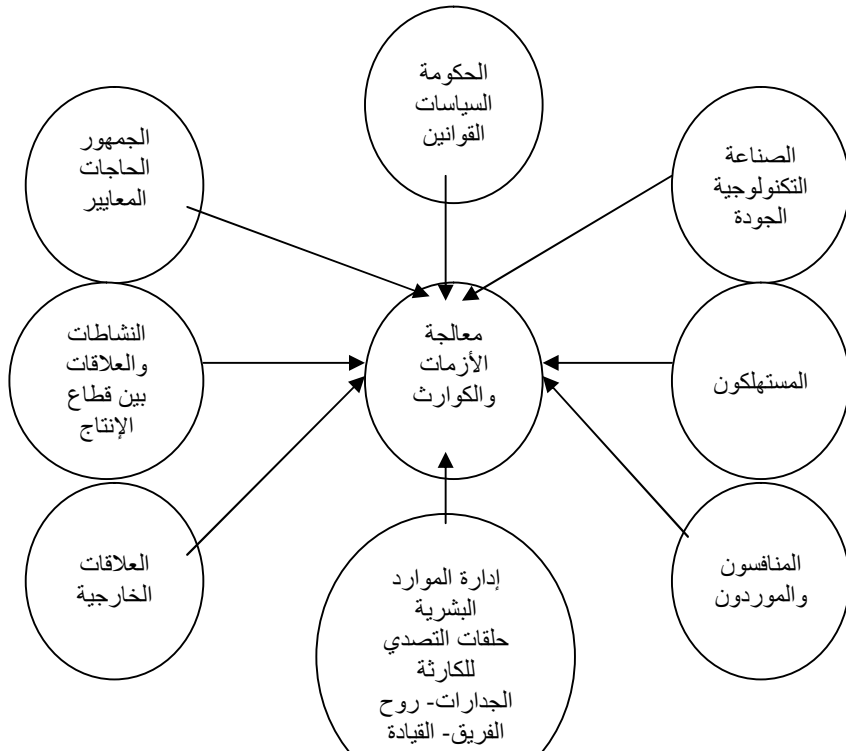 الحكومة
السياسات
القوانين
الصناعة
التكنولوجية
الجودة
الجمهور
الحاجات
المعايير
معالجة
الأزمات
والكوارث
المستهلكون
النشاطات
والعلاقات
بين قطاع
الإنتاج
المنافسون
والموردون
العلاقات
الخارجية
إدارة الموارد
البشرية
حلقات التصدي
للكارثة
الجدارات- روح
الفريق- القيادة